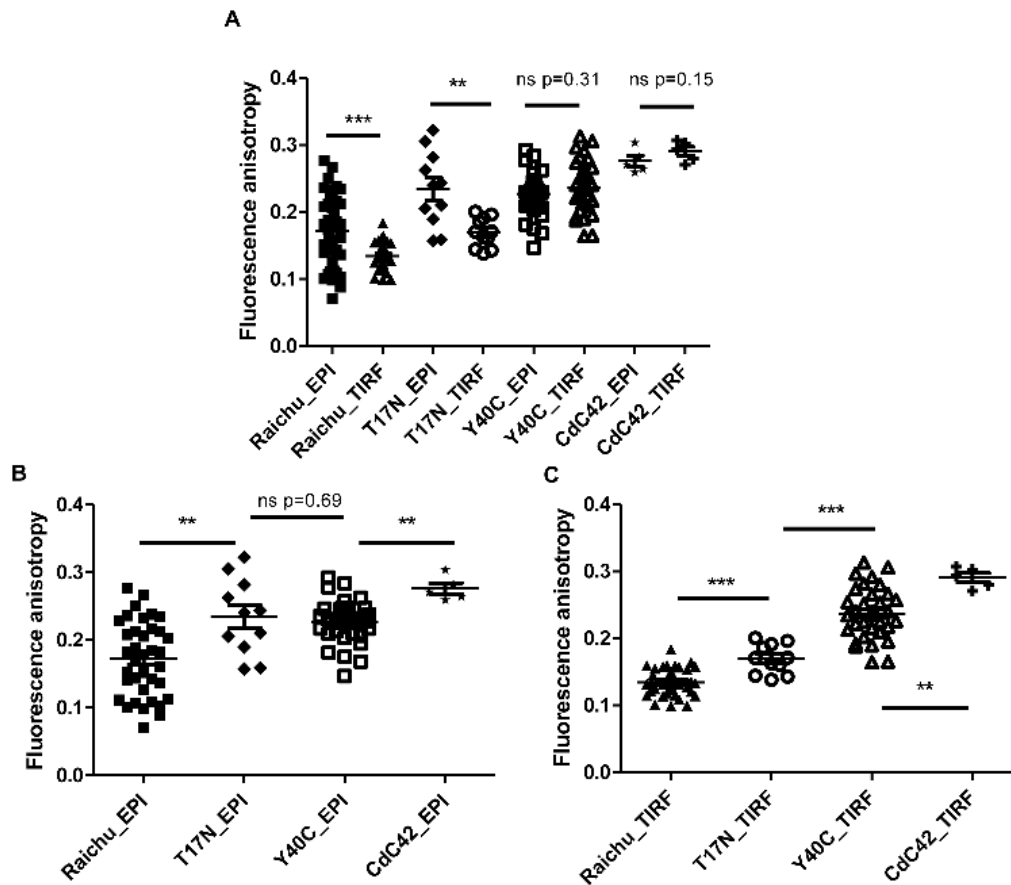 A
Fluorescence anisotropy
0.4
0.3
0.2
0.1
0.0
***
**
ns p=0.31
ns p=0.15
Raichu_EPI
Raichu_TIRF
T17N_EPI
T17N_TIRF
Y40C_EPI
Y40C_TIRF
CdC42_EPI
CdC42_TIRF
B
Fluorescence anisotropy
0.4
0.3
0.2
0.1
0.0
**
ns p=0.69
**
Raichu_EPI
T17N_EPI
Y40C_EPI
CdC42_EPI
C
Fluorescence anisotropy
0.4
0.3
0.2
0.1
0.0
***
***
**
Raichu_TIRF
T17N_TIRF
Y40C_TIRF
CdC42_TIRF